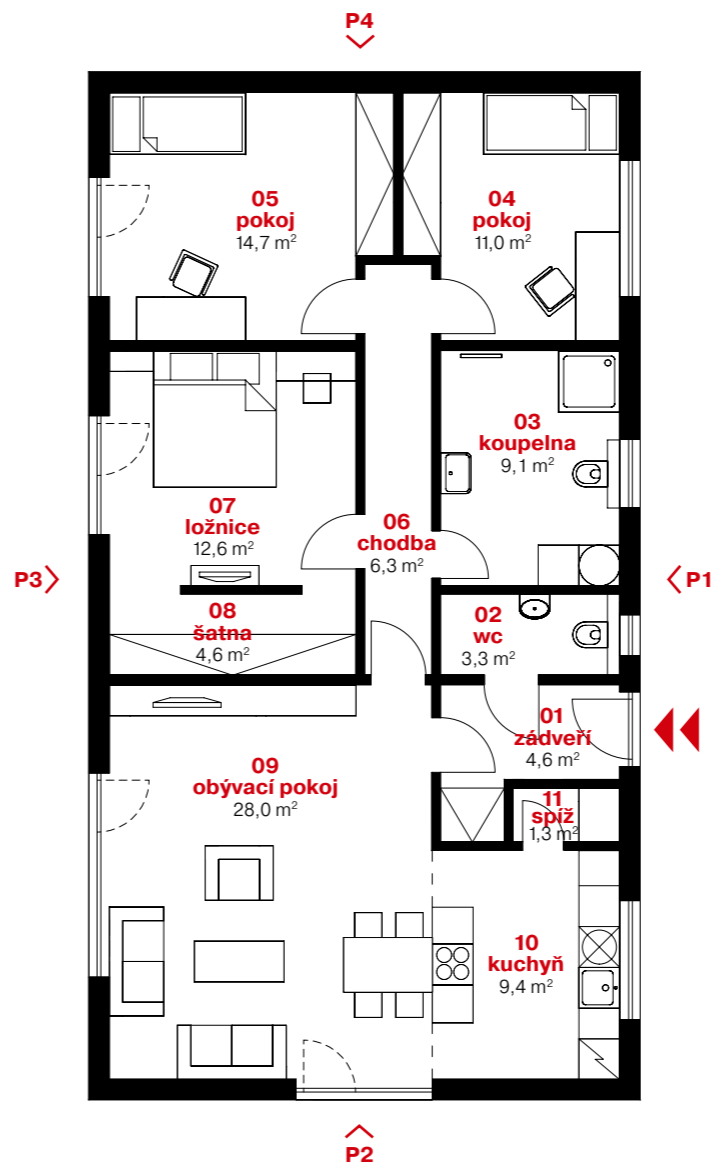 P4
05
pokoj
14,7 m²
04
pokoj
11,0 m²
03
koupelna
9,1 m²
07
ložnice
12,6 m²
06
chodba
6,3 m²
P3
P1
08
šatna
4,6 m²
02
wc
3,3 m²
01
zádveří
4,6 m²
09
obývací pokoj
28,0 m²
11
spíž
1,3 m²
10
kuchyň
9,4 m²
P2